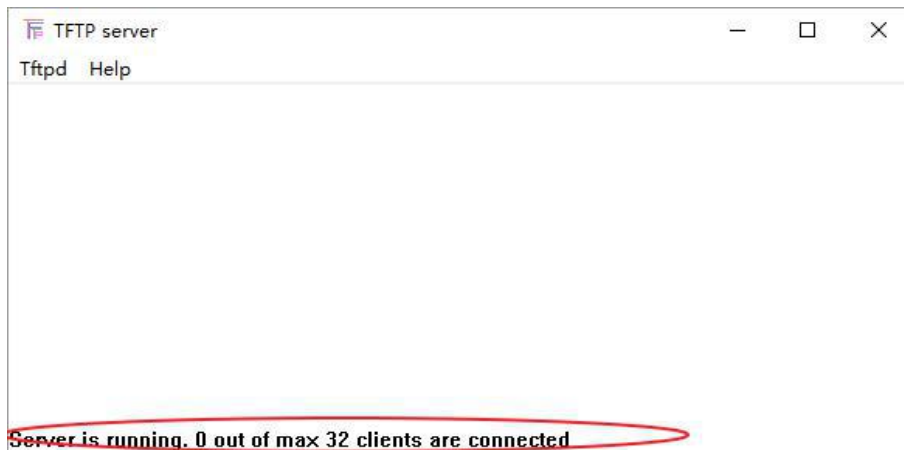 TFTP server
Tftpd Help
Server is running. 0 out of max 32 clients are connected